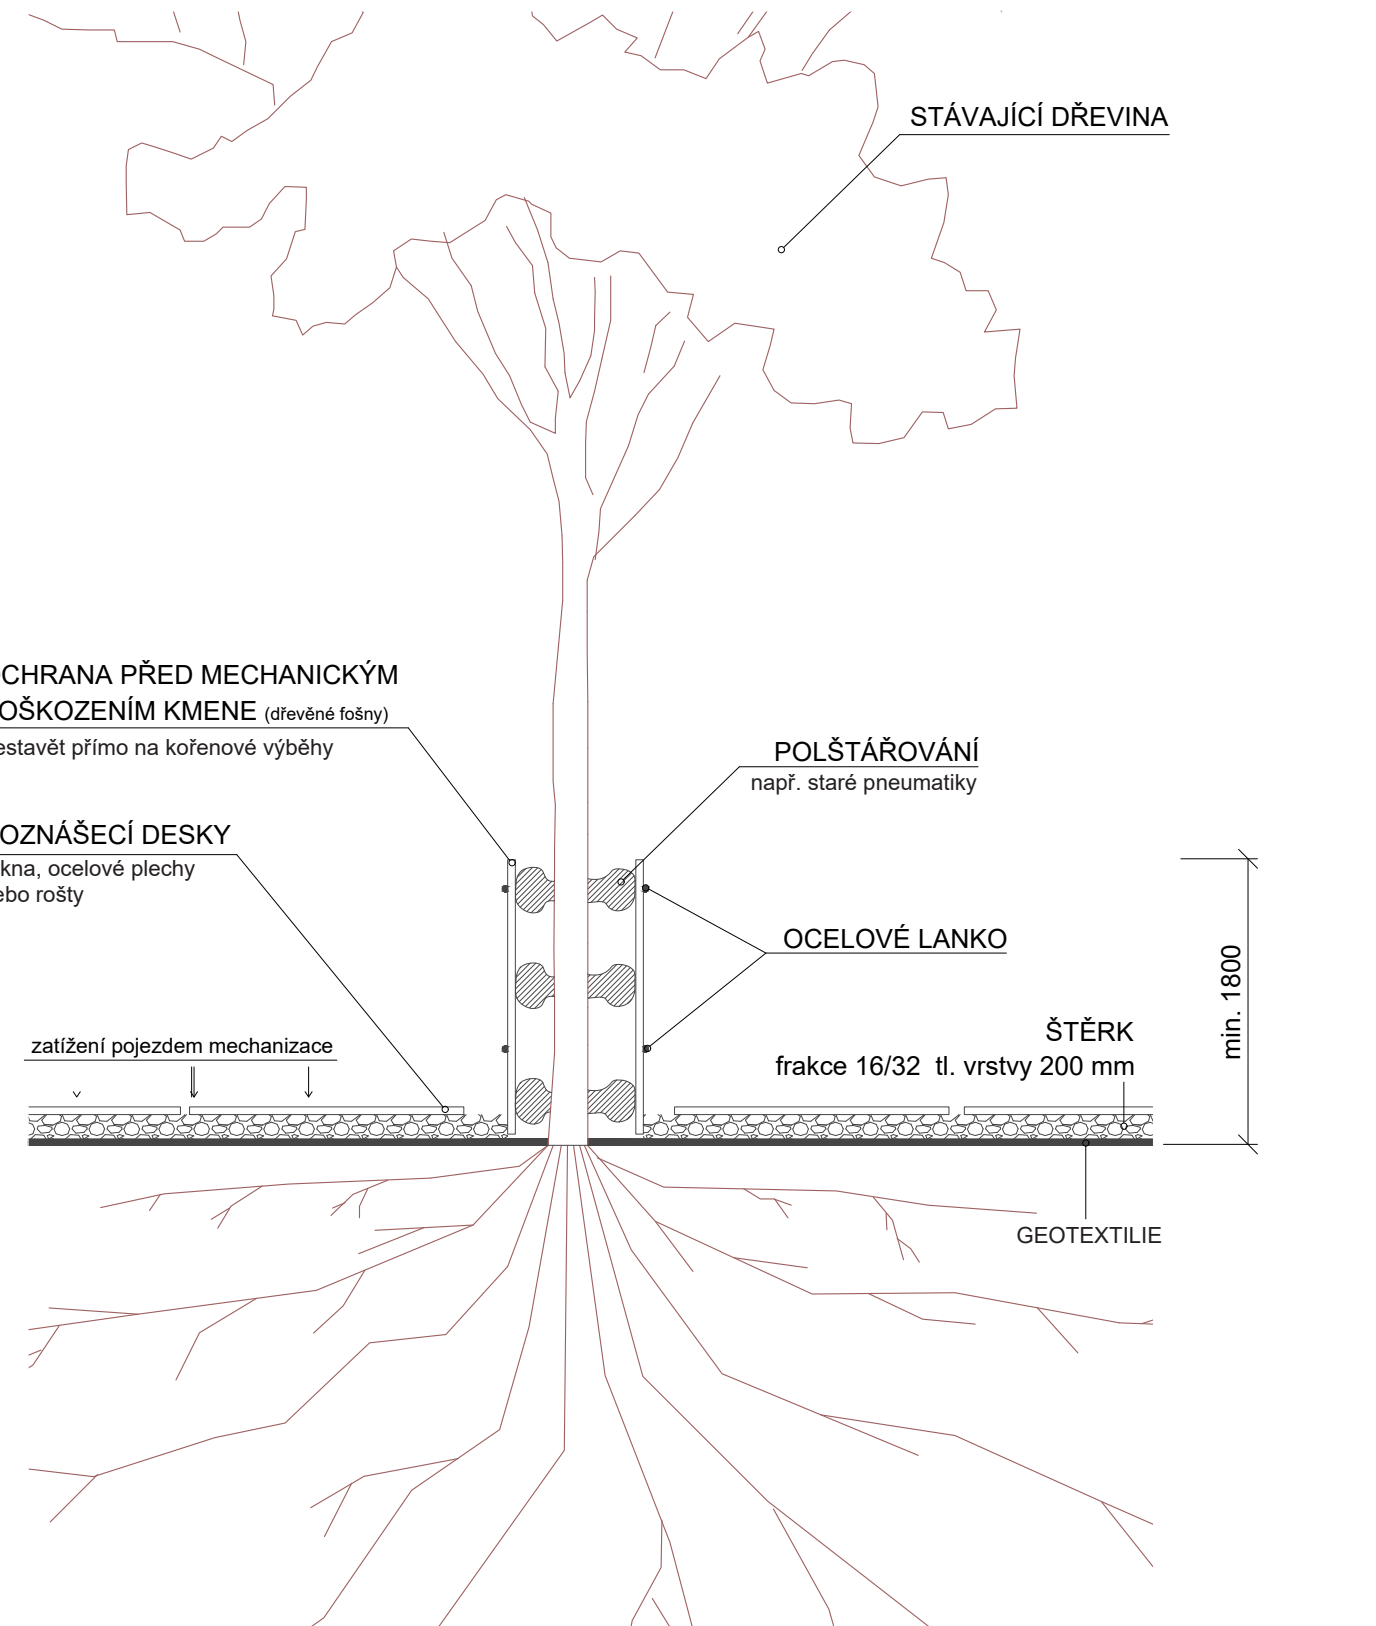 STÁVAJÍCÍ DŘEVINA
CHRANA PŘED MECHANICKÝM
OŠKOZENÍM KMENE (dřevěné fošny)
estavět přímo na kořenové výběhy
POLŠTÁŘOVÁNÍ
např. staré pneumatiky
OZNÁŠECÍ DESKY
kna, ocelové plechy
ebo rošty
OCELOVÉ LANKO
min. 1800
zatížení pojezdem mechanizace
ŠTĚRK
frakce 16/32 tl. vrstvy 200 mm
GEOTEXTILIE